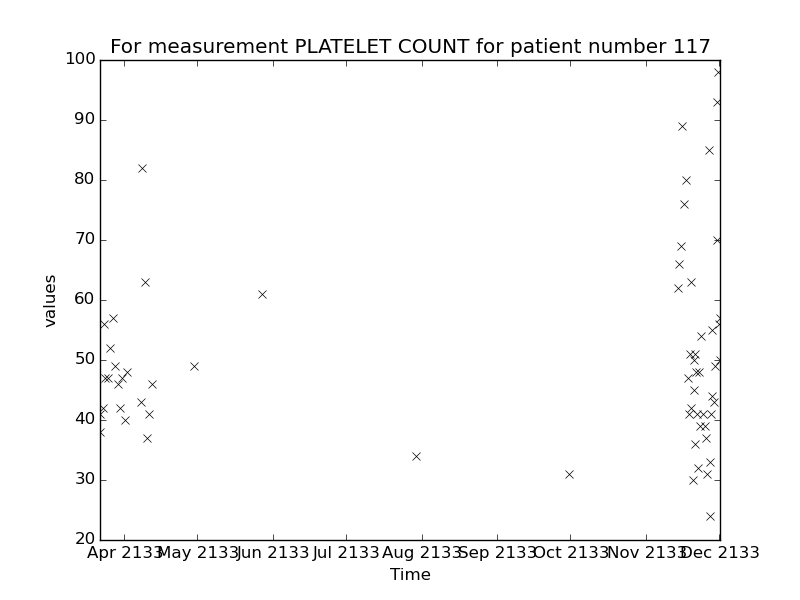 For measurement PLATELET COUNT for patient number 117
100
90
80
70
60
50
40
30
20
values
Apr 2133 May 2133 Jun 2133 Jul 2133 Aug 2133 Sep 2133 Oct 2133 Nov 2133 Dec 2133
Time